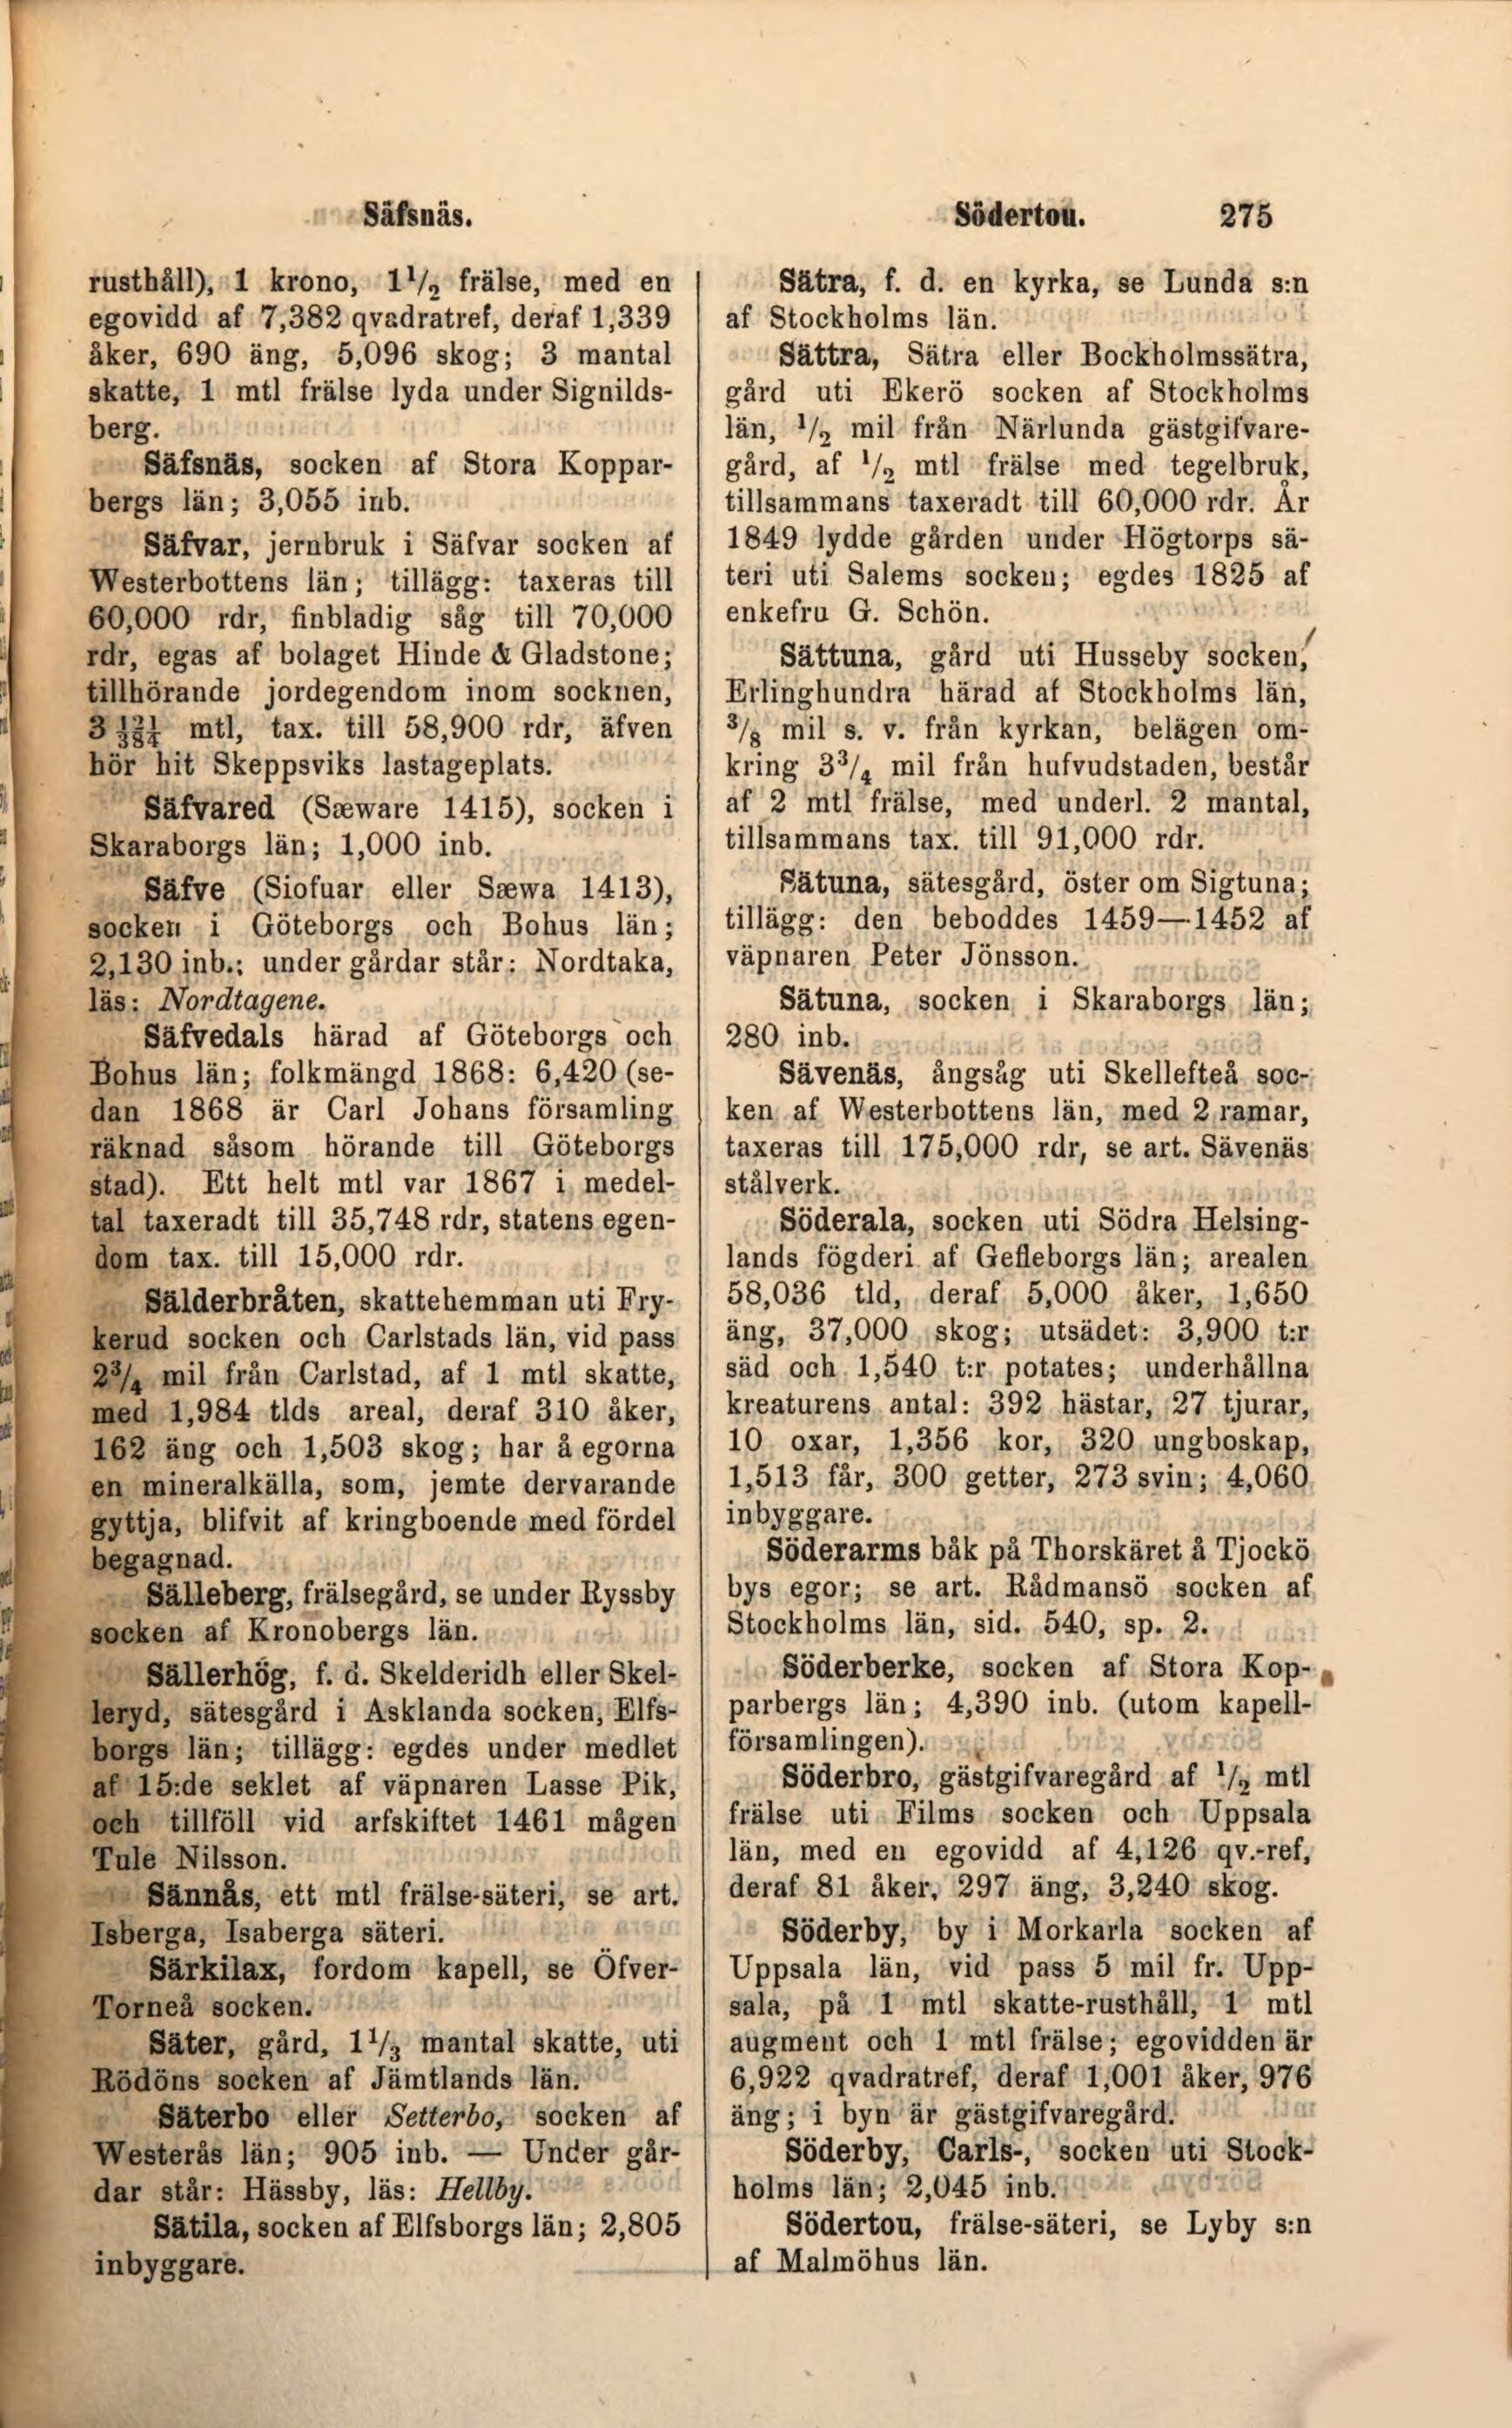 Säfsnäs.
rusthåll), 1 krono, 1 1/2 frälse, med en
egovidd af 7,382 qvadratref, deraf 1,339
åker, 690 äng, 5,096 skog; 3 mantal
skatte, 1 mtl frälse lyda under Signilds-
berg.
Säfsnäs, socken af Stora Koppar-
bergs län; 3,055 inb.
Säfvar, jernbruk i Säfvar socken af
Westerbottens län; tillägg: taxeras till
60,000 rdr, finbladig såg till 70,000
rdr, egas af bolaget Hinde & Gladstone;
tillhörande jordegendom inom socknen,
3 mtl, tax. till 58,900 rdr, äfven
hör hit Skeppsviks lastageplats.
Säfvared (Sæware 1415), socken i
Skaraborgs län; 1,000 inb.
Säfve (Siofuar eller Sæwa 1413),
socken i Göteborgs och Bohus län;
2,130 inb.; under gårdar står: Nordtaka,
läs: Nordtagene.
Säfvedals härad af Göteborgs och
Bohus län; folkmängd 1868: 6,420 (se-
dan 1868 är Carl Johans församling
räknad såsom hörande till Göteborgs
stad). Ett helt mtl var 1867 i medel-
tal taxeradt till 35,748 rdr, statens egen-
dom tax. till 15,000 rdr.
Sälderbråten, skattehemman uti Fry-
kerud socken och Carlstads län, vid pass
2 3/4 mil från Carlstad, af 1 mtl skatte,
med 1,984 tlds areal, deraf 310 åker,
162 äng och 1,503 skog; har å egorna
en mineralkälla, som, jemte dervarande
gyttja, blifvit af kringboende med fördel
begagnad.
Sälleberg, frälsegård, se under Ryssby
socken af Kronobergs län.
Sällerhög, f. d. Skelderidh eller Skel-
leryd, sätesgård i Asklanda socken, Elfs-
borgs län; tillägg: egdes under medlet
af 15:de seklet af väpnaren Lasse Pik,
och tillföll vid arfskiftet 1461 mågen
Tule Nilsson.
Sännås, ett mtl frälse-säteri, se art.
Isberga, Isaberga säteri.
Särkilax, fordom kapell, se Öfver-
Torneå socken.
Säter, gård, 1 1/3 mantal skatte, uti
Rödöns socken af Jämtlands län.
Säterbo eller Setterbo, socken af
Westerås län; 905 inb. — Under går-
dar står: Hässby, läs: Hellby.
Sätila, socken af Elfsborgs län; 2,805
inbyggare.
Södertou. 275
Sätra, f. d. en kyrka, se Lunda s:n
af Stockholms län.
Sättra, Sätra eller Bockholmssätra,
gård uti Ekerö socken af Stockholms
län, 1/2 mil från Närlunda gästgifvare-
gård, af 1/2 mtl frälse med tegelbruk,
tillsammans taxeradt till 60,000 rdr. År
1849 lydde gården under Högtorps sä-
teri uti Salems socken; egdes 1825 af
enkefru G. Schön.
Sättuna, gård uti Husseby socken,
Erlinghundra härad af Stockholms län,
3/8 mil s. v. från kyrkan, belägen om-
kring 3 3/4 mil från hufvudstaden, består
af 2 mtl frälse, med underl. 2 mantal,
tillsammans tax. till 91,000 rdr.
Sätuna, sätesgård, öster om Sigtuna;
tillägg: den beboddes 1459—1452 af
väpnaren Peter Jönsson.
Sätuna, socken i Skaraborgs län;
280 inb.
Sävenäs, ångsåg uti Skellefteå soc-
ken af Westerbottens län, med 2 ramar,
taxeras till 175,000 rdr, se art. Sävenäs
stålverk.
Söderala, socken uti Södra Helsing-
lands fögderi af Gefleborgs län; arealen
58,036 tld, deraf 5,000 åker, 1,650
äng, 37,000 skog; utsädet: 3,900 t:r
säd och 1,540 t:r potates; underhållna
kreaturens antal: 392 hästar, 27 tjurar,
10 oxar, 1,356 kor, 320 ungboskap,
1,513 får, 300 getter, 273 svin; 4,060
inbyggare.
Söderarms båk på Thorskäret å Tjockö
bys egor; se art. Rådmansö socken af
Stockholms län, sid. 540, sp. 2.
Söderberke, socken af Stora Kop-
parbergs län; 4,390 inb. (utom kapell-
församlingen).
Söderbro, gästgifvaregård af 1/2 mtl
frälse uti Films socken och Uppsala
län, med en egovidd af 4,126 qv.-ref,
deraf 81 åker, 297 äng, 3,240 skog.
Söderby, by i Morkarla socken af
Uppsala län, vid pass 5 mil fr. Upp-
sala, på 1 mtl skatte-rusthåll, 1 mtl
augment och 1 mtl frälse; egovidden är
6,922 qvadratref, deraf 1,001 åker, 976
äng; i byn är gästgifvaregård.
Söderby, Carls-, socken uti Stock-
holms län; 2,045 inb.
Södertou, frälse-säteri, se Lyby s:n
af Malmöhus län.